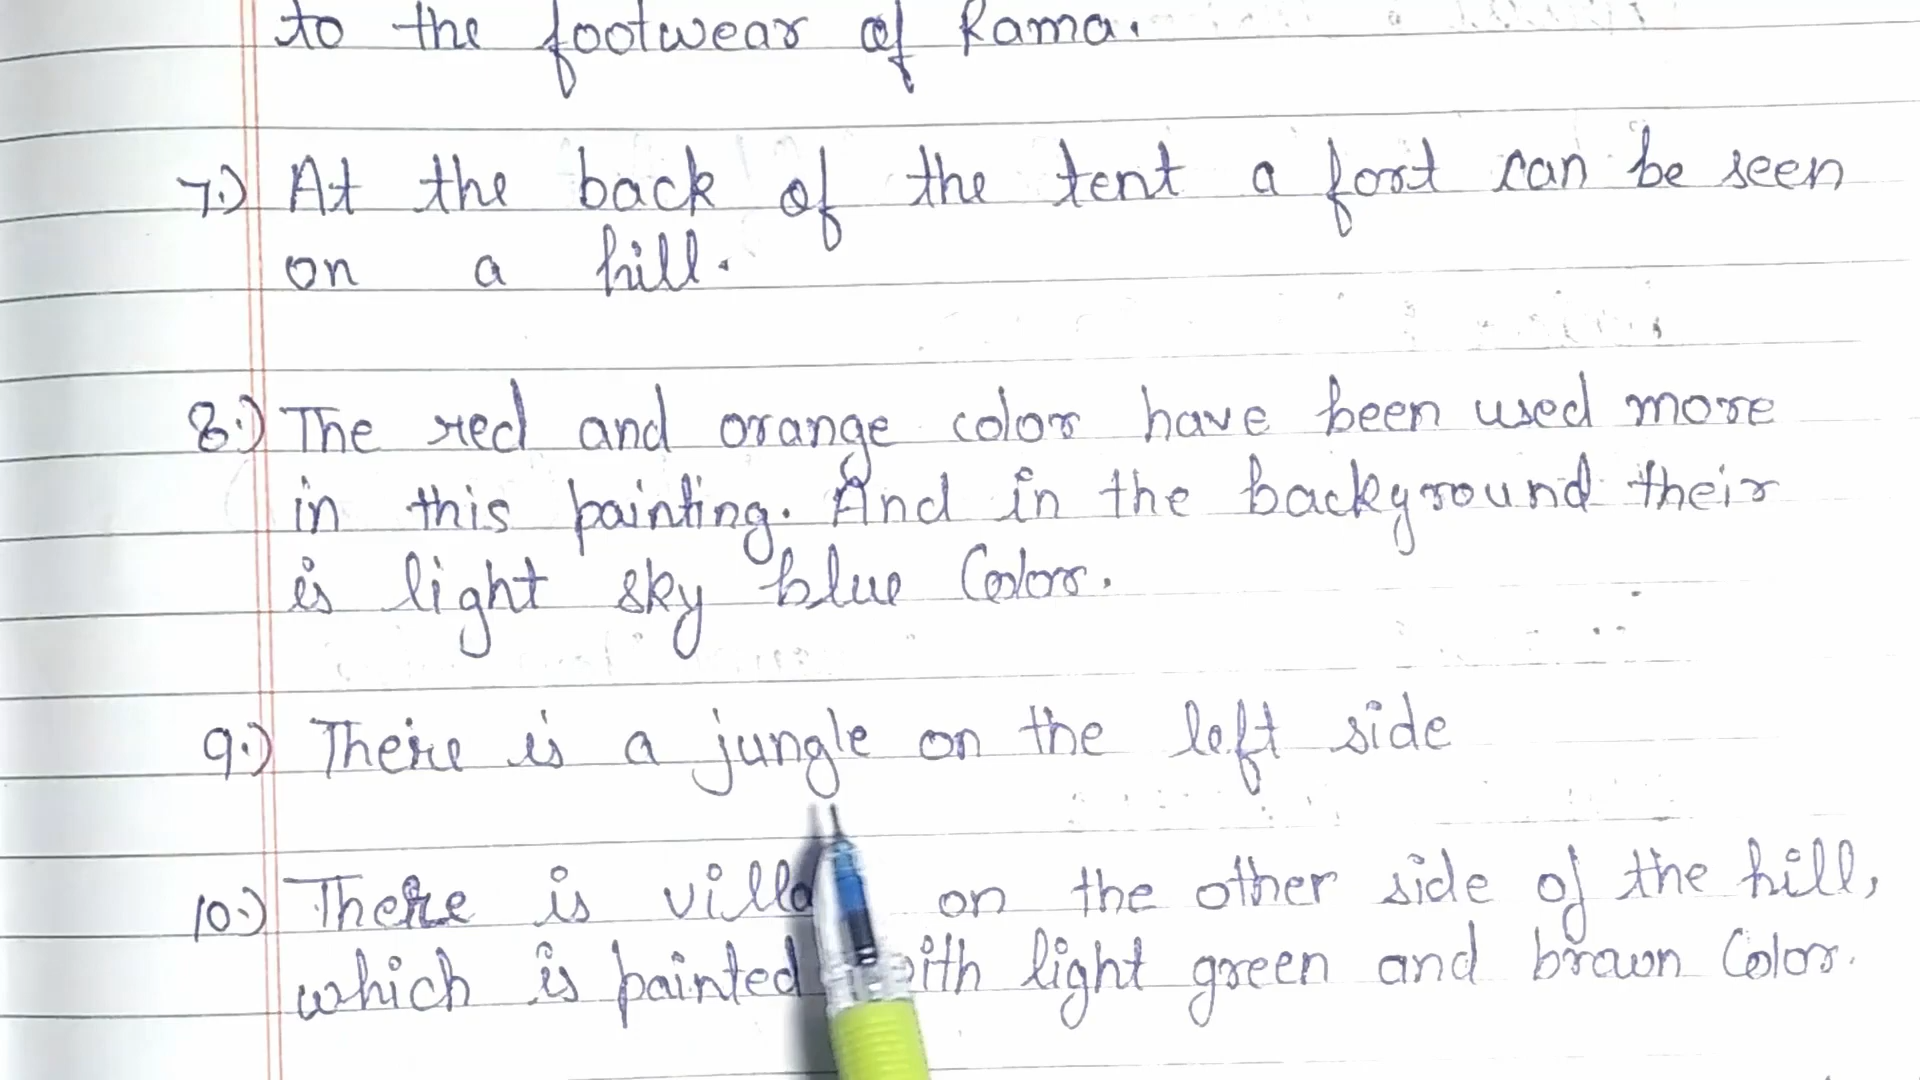 to the footwear of Rama.
7.) At the back of the tent a fort can be seen
on a hill.
8.) The red and orange color have been used more
in this painting. And in the background their
is light sky blue Color.
9.) There is a jungle on the left side
10.) There is on the other side of the hill,
which is painted light green and brown Color.